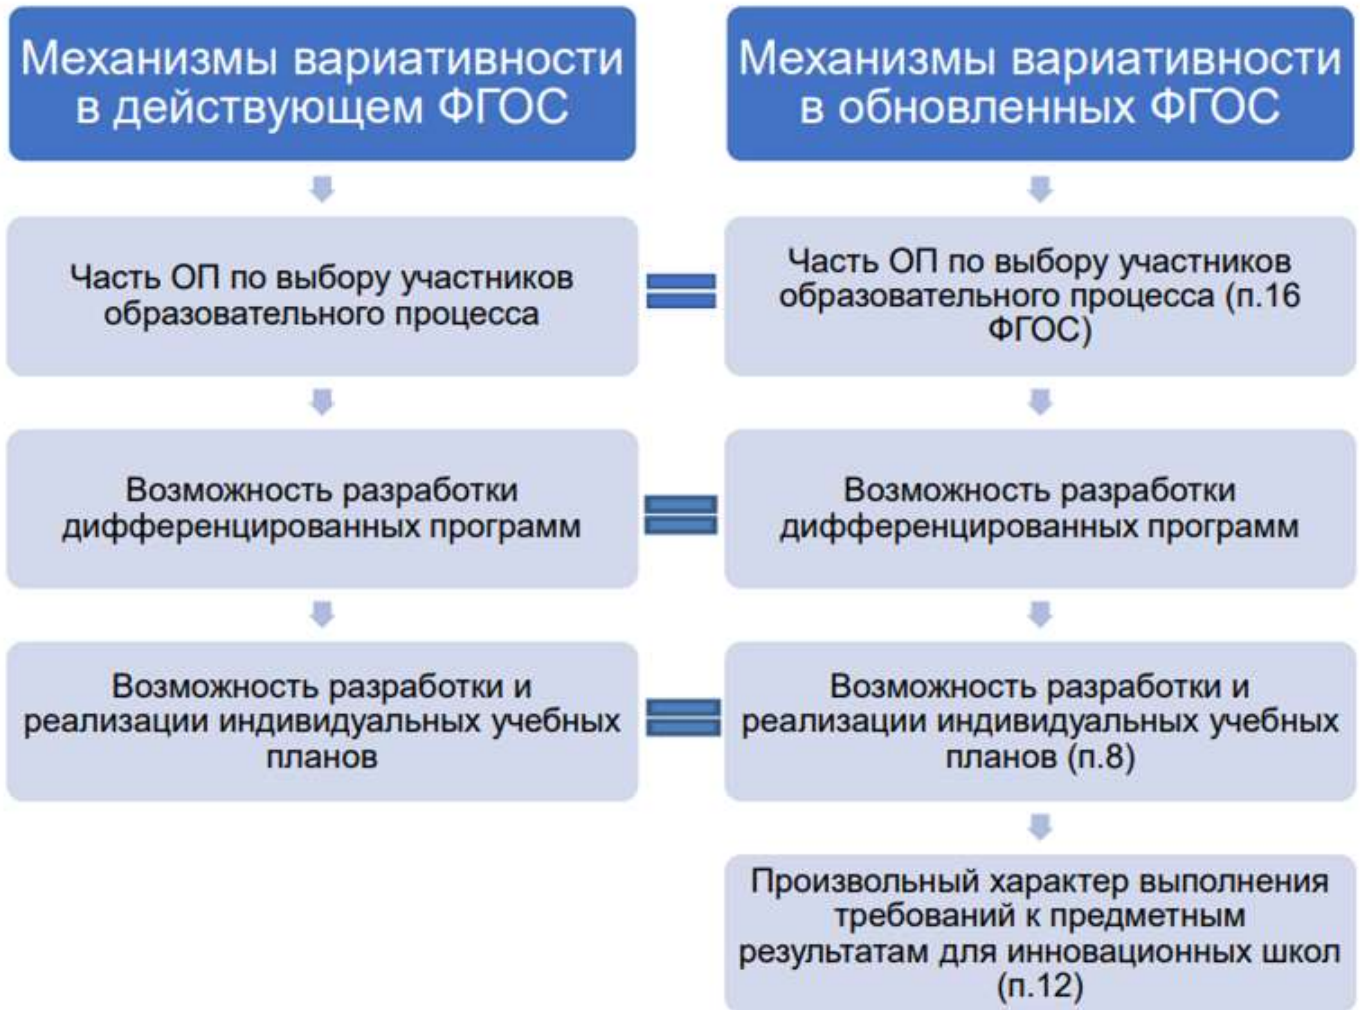 Механизмы вариативности
в действующем ФГОС
Часть ОП по выбору участников
образовательного процесса
Возможность разработки
дифференцированных программ
Возможность разработки и
реализации индивидуальных учебных
планов
Механизмы вариативности
в обновленных ФГОС
Часть ОП по выбору участников
образовательного процесса (п.16
ФГОС)
Возможность разработки
дифференцированных программ
Возможность разработки и
реализации индивидуальных учебных
планов (п.8)
Произвольный характер выполнения
требований к предметным
результатам для инновационных школ
(п.12)